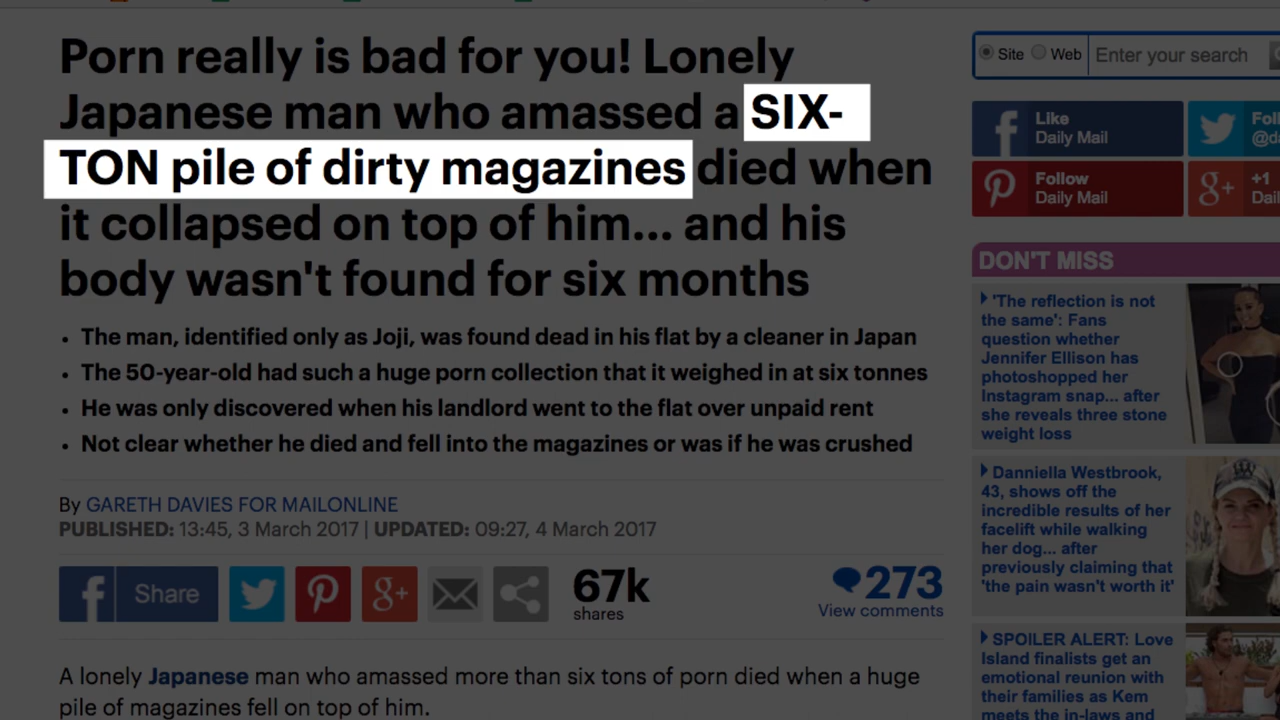 Porn really is bad for you! Lonely
Japanese man who amassed a SIX-
TON pile of dirty magazines died when
it collapsed on top of him... and his
body wasn't found for six months
The man, identified only as Joji, was found dead in his flat by a cleaner in Japan
The 50-year-old had such a huge porn collection that it weighed in at six tonnes
He was only discovered when his landlord went to the flat over unpaid rent
Not clear whether he died and fell into the magazines or was if he was crushed
By GARETH DAVIES FOR MAILONLINE
PUBLISHED: 13:45, 3 March 2017 | UPDATED: 09:27, 4 March 2017
Share
67k
shares
273
View comments
A lonely Japanese man who amassed more than six tons of porn died when a huge
pile of magazines fell on top of him.
Site Web Enter your search
Like
Daily Mail
Follow
Daily Mail
+1
DON'T MISS
'The reflection is not
the same': Fans
question whether
Jennifer Ellison has
photoshopped her
Instagram snap... after
she reveals three stone
weight loss
Danniella Westbrook,
43, shows off the
incredible results of her
facelift while walking
her dog... after
previously claiming that
'the pain wasn't worth it'
SPOILER ALERT: Love
Island finalists get an
emotional reunion with
their families as Kem
meets the in-laws and